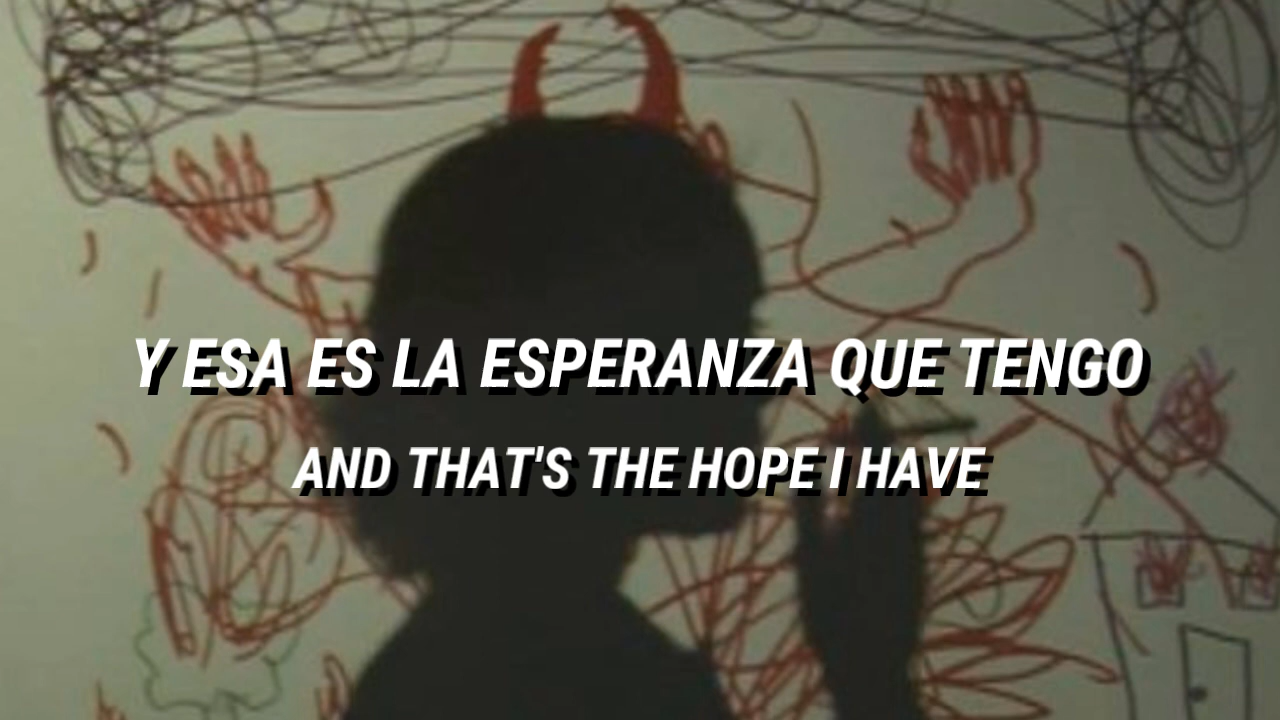 Y ESA ES LA ESPERANZA QUE TENGO
AND THAT'S THE HOPE I HAVE